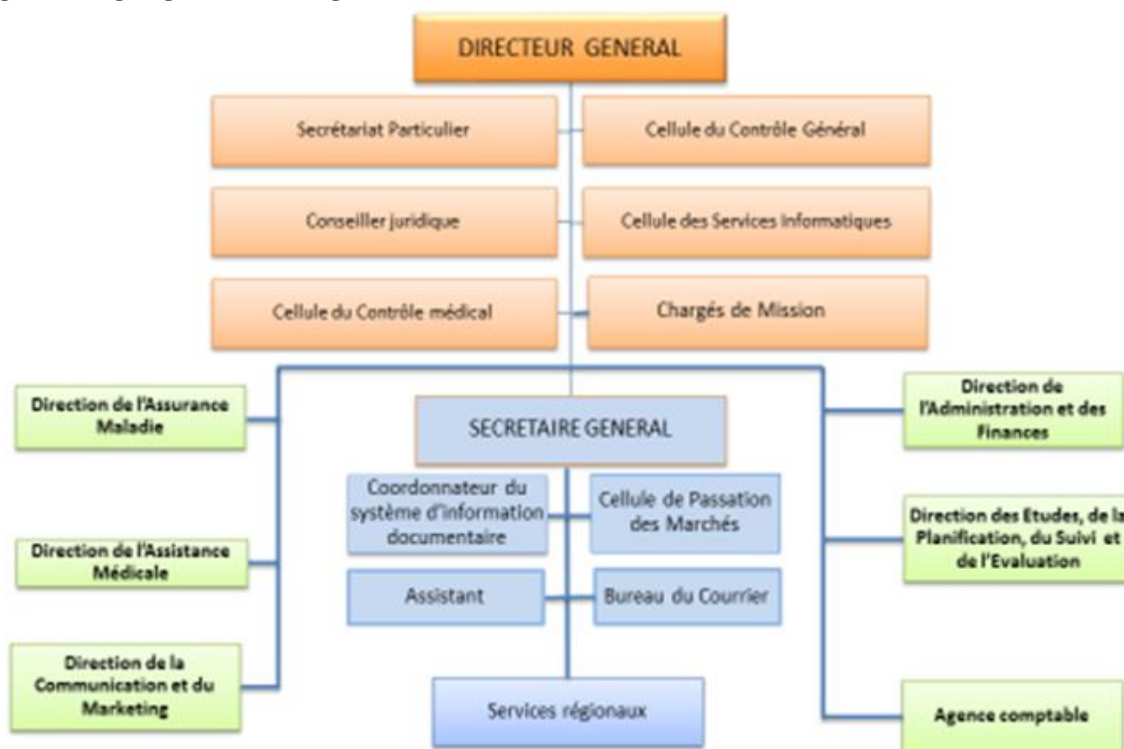 DIRECTEUR GENERAL
Secrétariat Particulier
Cellule du Contrôle Général
Conseiller juridique
Cellule des Services Informatiques
Cellule du Contrôle médical
Chargés de Mission
Direction de l'Assurance
Maladie
Direction de
l'Administration et des
Finances
SECRETAIRE GENERAL
Coordonnateur du
système d'information
documentaire
Cellule de Passation
des Marchés
Direction de l'Assistance
Médicale
Direction des Etudes, de la
Planification, du Suivi et
de l'Evaluation
Assistant
Bureau du Courrier
Direction de la
Communication et du
Marketing
Services régionaux
Agence comptable